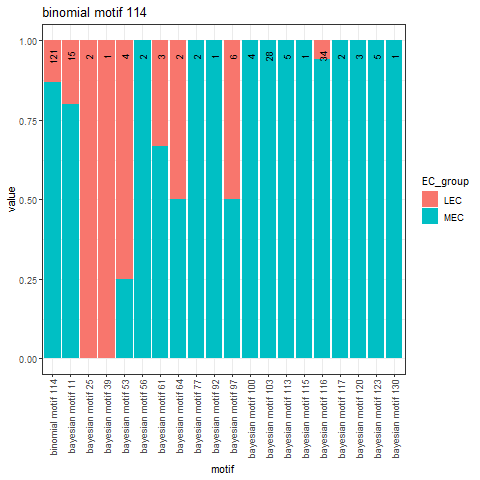 binomial motif 114
1.00
0.75
0.50
0.25
0.00
value
121
15
2
1
4
2
3
2
2
1
6
4
28
5
1
34
2
3
5
1
binomial motif 114
bayesian motif 11
bayesian motif 25
bayesian motif 39
bayesian motif 53
bayesian motif 56
bayesian motif 61
bayesian motif 64
bayesian motif 77
bayesian motif 92
bayesian motif 97
bayesian motif 100
bayesian motif 103
bayesian motif 113
bayesian motif 115
bayesian motif 116
bayesian motif 117
bayesian motif 120
bayesian motif 123
bayesian motif 130
motif
EC_group
LEC
MEC